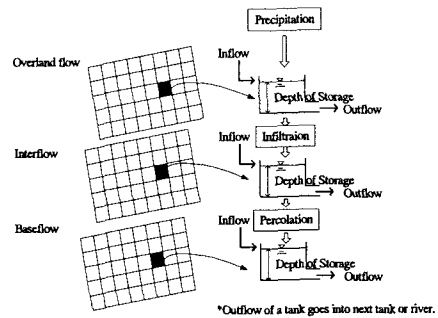 Precipitation
Inflow
Overland flow
Depth of Storage
Outflow
Inflow
Infiltraion
Interflow
Depth of Storage
Outflow
Baseflow
Inflow
Percolation
Depth of Storage
Outflow
*Outflow of a tank goes into next tank or river.